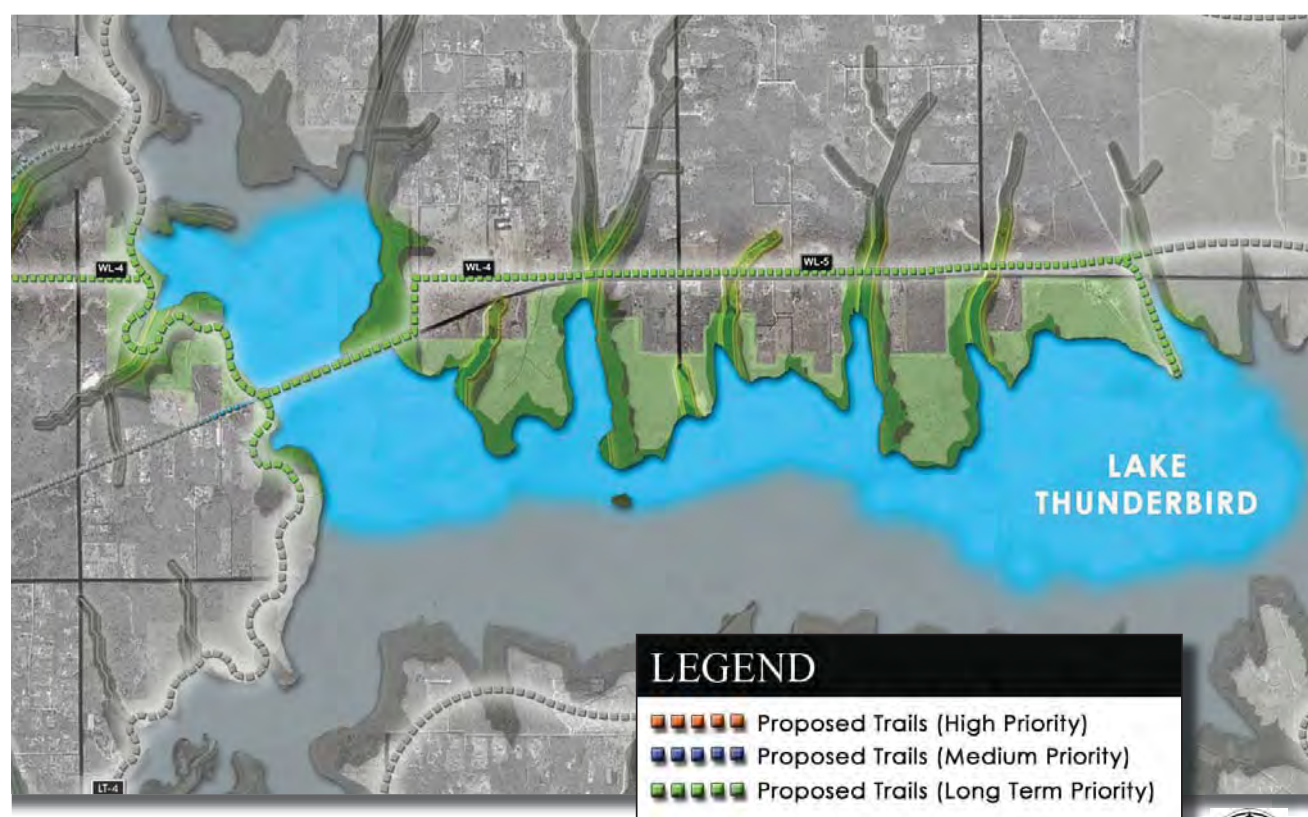 WL-4
WL-4
WL-5
LAKE
THUNDERBIRD
LT-4
LEGEND
Proposed Trails (High Priority)
Proposed Trails (Medium Priority)
Proposed Trails (Long Term Priority)